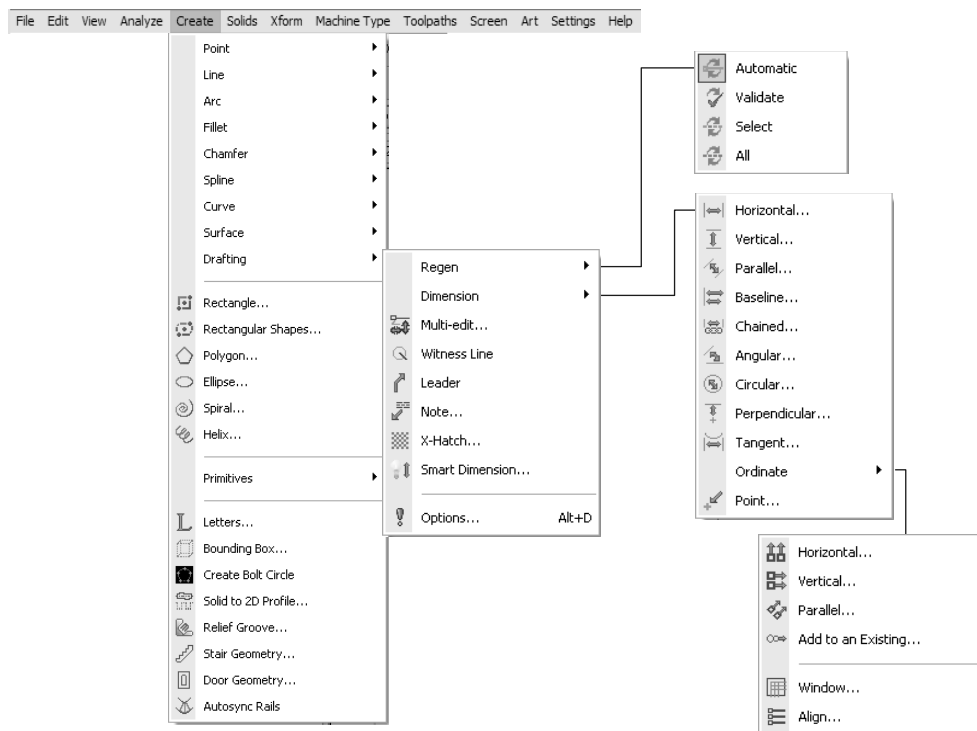 File Edit View Analyze Create Solids Xform Machine Type Toolpaths Screen Art Settings Help
Point
Line
Arc
Fillet
Chamfer
Spline
Curve
Surface
Drafting
Rectangle...
Rectangular Shapes...
Polygon...
Ellipse...
Spiral...
Helix...
Primitives
Letters...
Bounding Box...
Create Bolt Circle
Solid to 2D Profile...
Relief Groove...
Stair Geometry...
Door Geometry...
Autosync Rails
Regen
Dimension
Multi-edit...
Witness Line
Leader
Note...
X-Hatch...
Smart Dimension...
Options... Alt+D
Automatic
Validate
Select
All
Horizontal...
Vertical...
Parallel...
Baseline...
Chained...
Angular...
Circular...
Perpendicular...
Tangent...
Ordinate
Point...
Horizontal...
Vertical...
Parallel...
Add to an Existing...
Window...
Align...